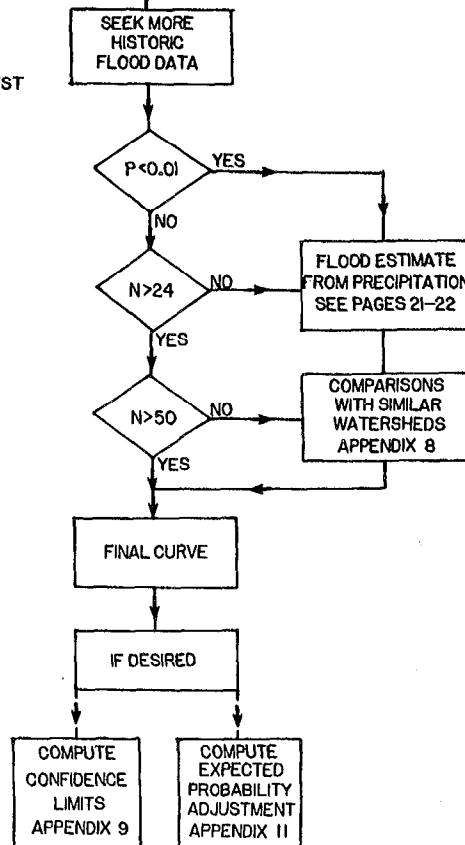 SEEK MORE
HISTORIC
FLOOD DATA
ST
P<0.01
YES
NO
N>24
NO
FLOOD ESTIMATE
FROM PRECIPITATION
SEE PAGES 21-22
YES
N>50
NO
COMPARISONS
WITH SIMILAR
WATERSHEDS
APPENDIX 8
YES
FINAL CURVE
IF DESIRED
COMPUTE
CONFIDENCE
LIMITS
APPENDIX 9
COMPUTE
EXPECTED
PROBABILITY
ADJUSTMENT
APPENDIX 11